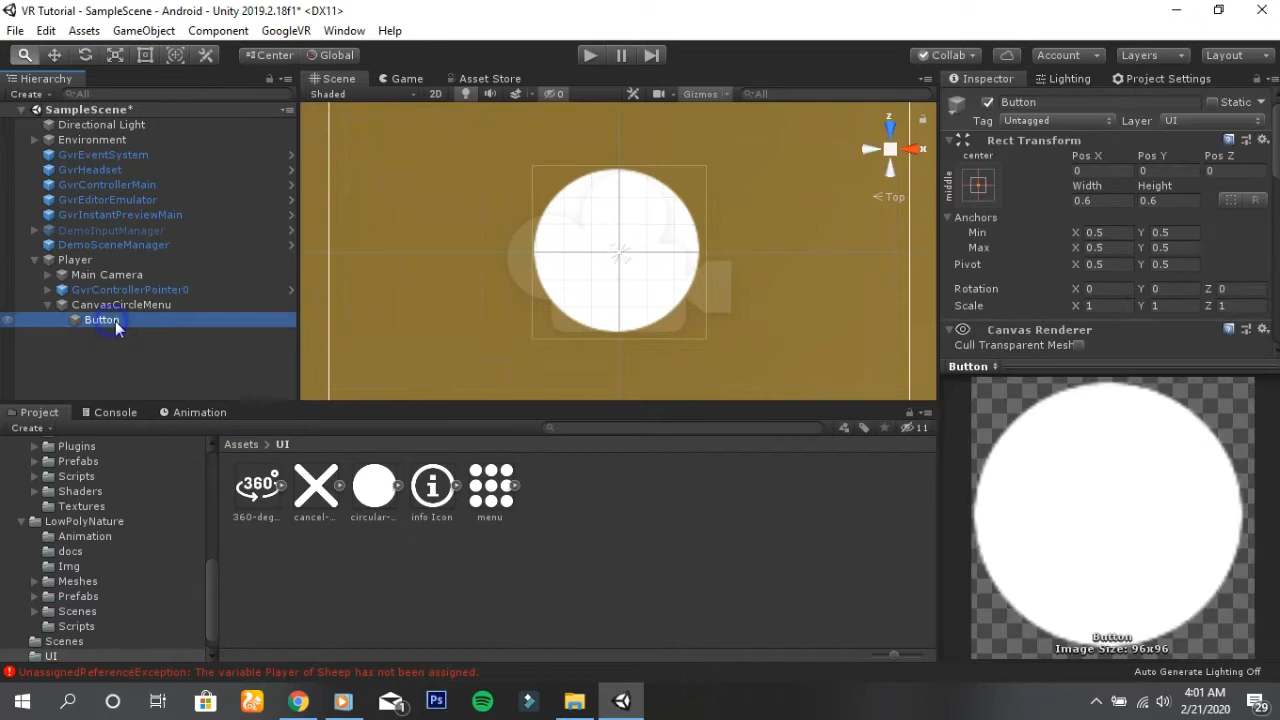 VR Tutorial - SampleScene - Android - Unity 2019.2.18f1* <DX11>
File Edit Assets GameObject Component GoogleVR Window Help
Center Global Collab Account Layers Layout
Hierarchy Scene Game Asset Store Inspector Lighting Project Settings
Create All Shaded 2D 0 Gizmos All Button Static
SampleScene* Tag Untagged Layer UI
Directional Light
Environment
GvrEventSystem
GvrHeadset
GvrControllerMain
GvrEditorEmulator
GvrInstantPreviewMain
DemoInputManager
DemoSceneManager
Player
Main Camera
GvrControllerPointer0
CanvasCircleMenu
Button
z
x
Top
Rect Transform
center Pos X Pos Y Pos Z
middle 0 0 0
Width Height
0.6 0.6 R
Anchors
Min X 0.5 Y 0.5
Max X 0.5 Y 0.5
Pivot X 0.5 Y 0.5
Rotation X 0 Y 0 Z 0
Scale X 1 Y 1 Z 1
Canvas Renderer
Cull Transparent Mesh
Button
Button
Image Size: 96x96
Project Console Animation
Create 11
Plugins
Prefabs
Scripts
Shaders
Textures
LowPolyNature
Animation
docs
Img
Meshes
Prefabs
Scenes
Scripts
Scenes
UI
Assets > UI
360°
360-deg... cancel-... circular-... info Icon menu
UnassignedReferenceException: The variable Player of Sheep has not been assigned.
Auto Generate Lighting Off
1 Ps 4:01 AM
2/21/2020 29